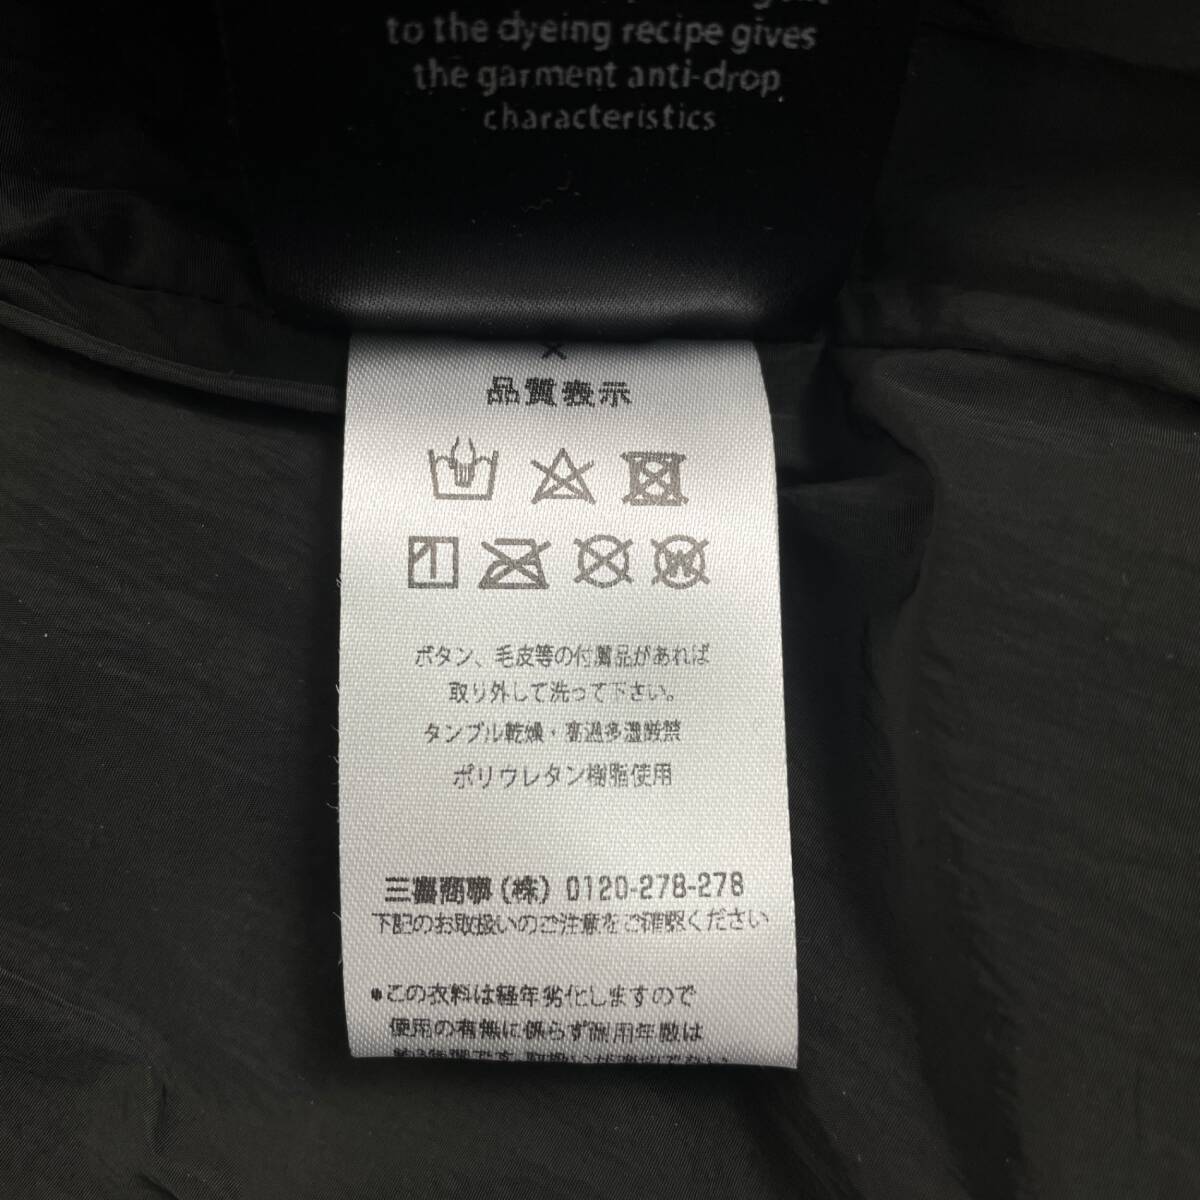 to the dyeing recipe gives
the garment anti-drop
characteristics
品質表示
W
ボタン、毛皮等の付属品があれば
取り外して洗って下さい。
タンブル乾燥・高温多湿厳禁
ポリウレタン樹脂使用
三喜商事(株) 0120-278-278
下記のお取扱いのご注意をご確認ください
•この衣料は経年劣化しますので
使用の有無に係らず耐用年数は